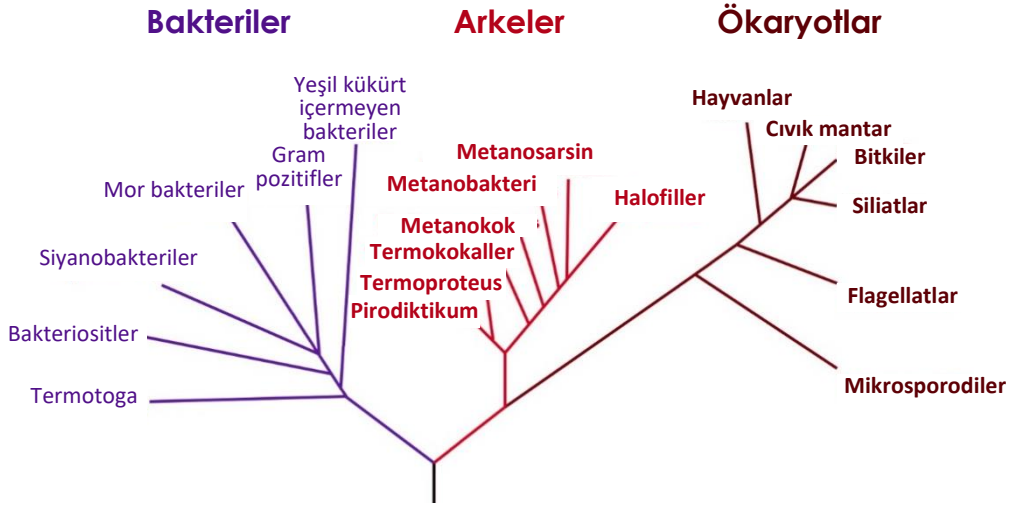 Bakteriler
Arkeler
Ökaryotlar
Yeşil kükürt
içermeyen
bakteriler
Gram
pozitifler
Mor bakteriler
Siyanobakteriler
Bakteriositler
Termotoga
Metanosarsin
Metanobakteri
Halofiller
Metanokok
Termokokaller
Termoproteus
Pirodiktikum
Hayvanlar
Cıvık mantar
Bitkiler
Siliatlar
Flagellatlar
Mikrosporodiler